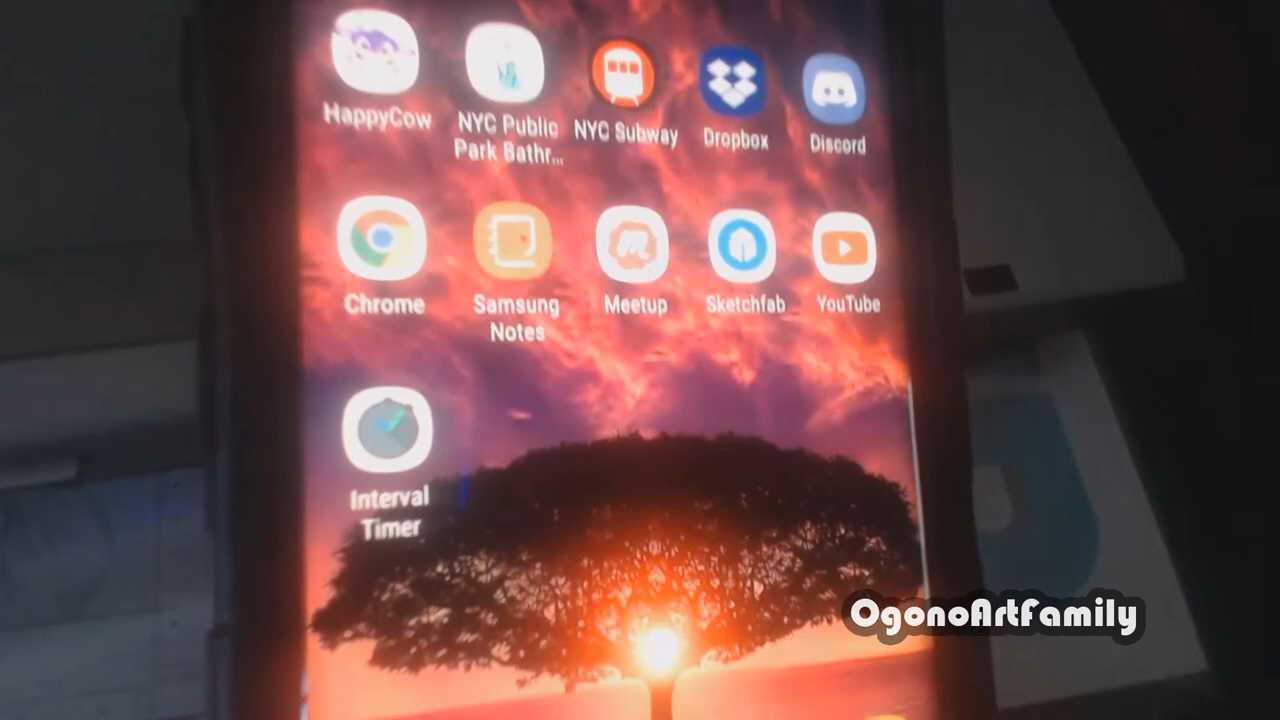 HappyCow
NYC Public
Park Bathr...
NYC Subway
Dropbox
Discord
Chrome
Samsung
Notes
Meetup
Sketchfab
YouTube
Interval
Timer
OgonoArtFamily